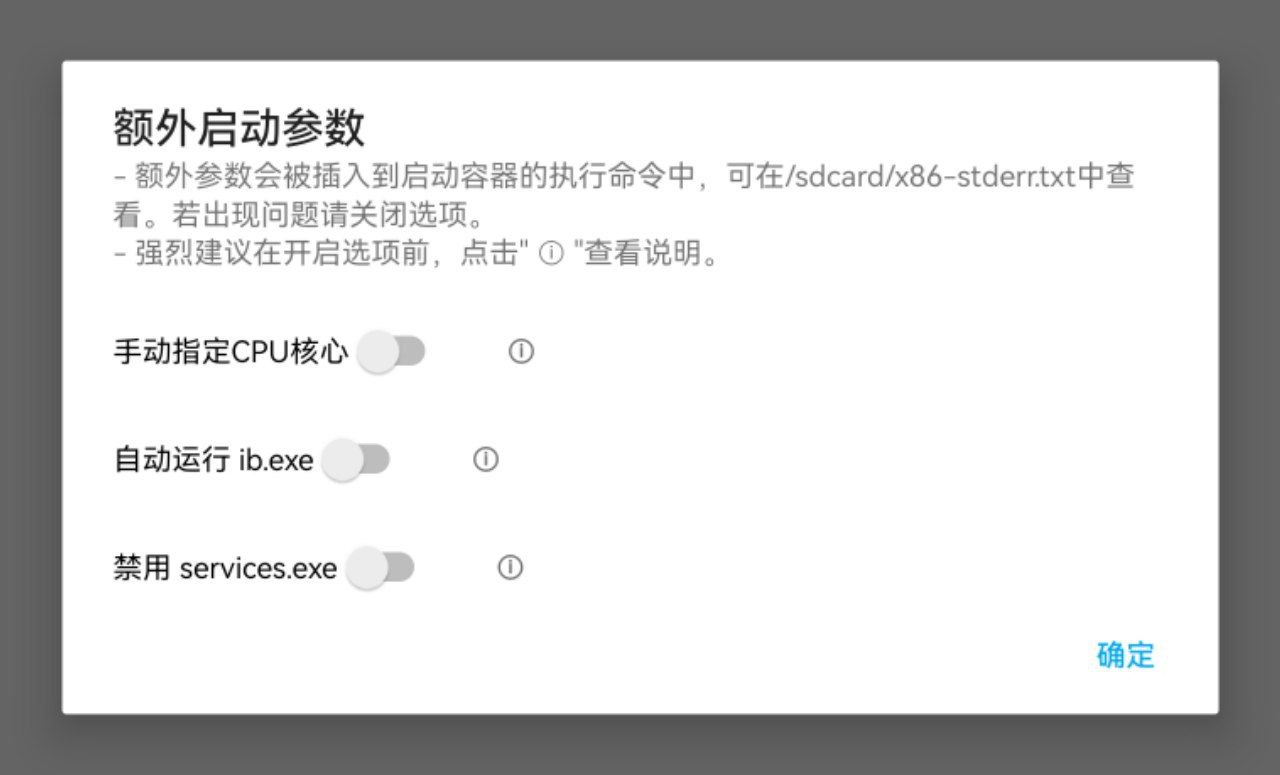 额外启动参数
- 额外参数会被插入到启动容器的执行命令中，可在/sdcard/x86-stderr.txt中查
看。若出现问题请关闭选项。
- 强烈建议在开启选项前，点击" ⓘ "查看说明。
手动指定CPU核心 ⓘ
自动运行 ib.exe ⓘ
禁用 services.exe ⓘ
确定